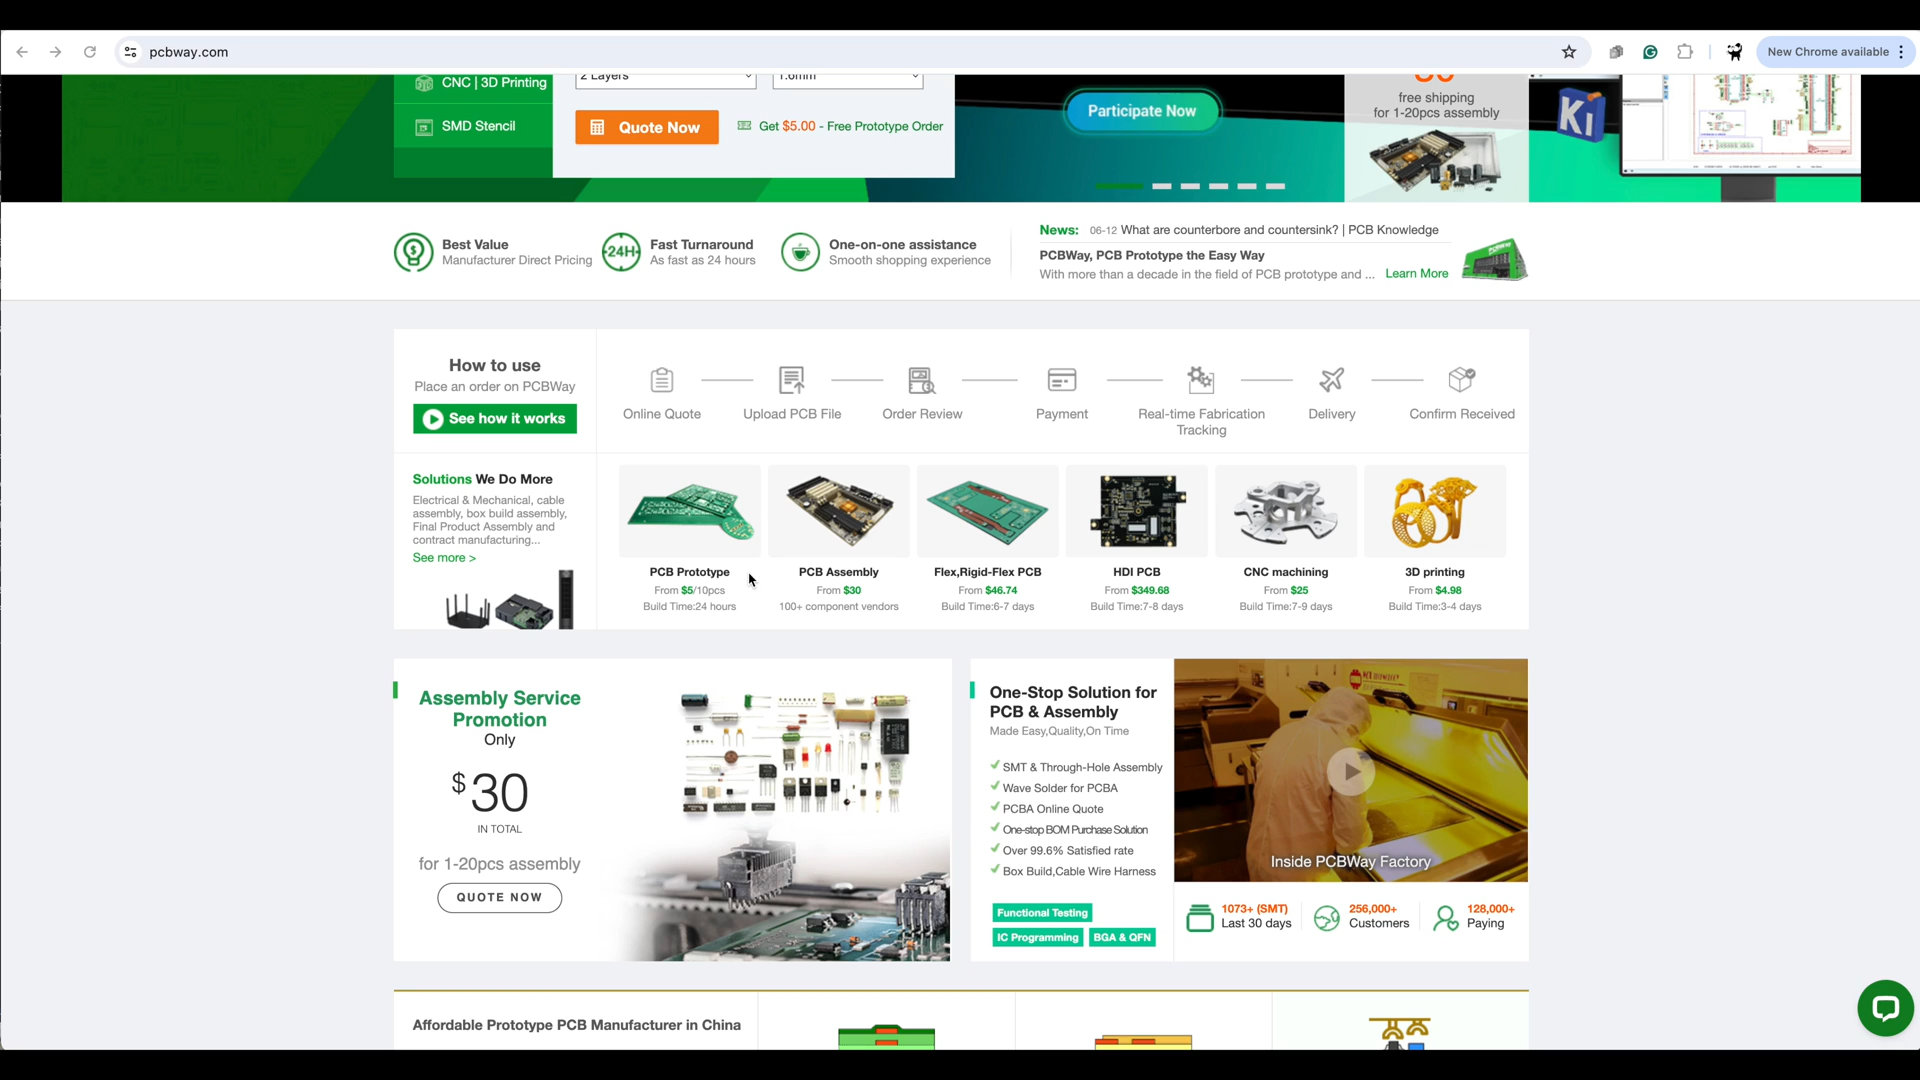 pcbway.com
New Chrome available
CNC | 3D Printing
2 Layers
1.6mm
SMD Stencil
Quote Now
Get $5.00 - Free Prototype Order
Participate Now
free shipping
for 1-20pcs assembly
Ki
Best Value
Manufacturer Direct Pricing
24H
Fast Turnaround
As fast as 24 hours
One-on-one assistance
Smooth shopping experience
News: 06-12 What are counterbore and countersink? | PCB Knowledge
PCBWay, PCB Prototype the Easy Way
With more than a decade in the field of PCB prototype and ... Learn More
How to use
Place an order on PCBWay
See how it works
Online Quote
Upload PCB File
Order Review
Payment
Real-time Fabrication
Tracking
Delivery
Confirm Received
Solutions We Do More
Electrical & Mechanical, cable
assembly, box build assembly,
Final Product Assembly and
contract manufacturing...
See more >
PCB Prototype
From $5/10pcs
Build Time:24 hours
PCB Assembly
From $30
100+ component vendors
Flex,Rigid-Flex PCB
From $46.74
Build Time:6-7 days
HDI PCB
From $349.68
Build Time:7-8 days
CNC machining
From $25
Build Time:7-9 days
3D printing
From $4.98
Build Time:3-4 days
Assembly Service
Promotion
Only
$30
IN TOTAL
for 1-20pcs assembly
QUOTE NOW
One-Stop Solution for
PCB & Assembly
Made Easy,Quality,On Time
SMT & Through-Hole Assembly
Wave Solder for PCBA
PCBA Online Quote
One-stop BOM Purchase Solution
Over 99.6% Satisfied rate
Box Build,Cable Wire Harness
Functional Testing
IC Programming
BGA & QFN
Inside PCBWay Factory
1073+ (SMT)
Last 30 days
256,000+
Customers
128,000+
Paying
Affordable Prototype PCB Manufacturer in China